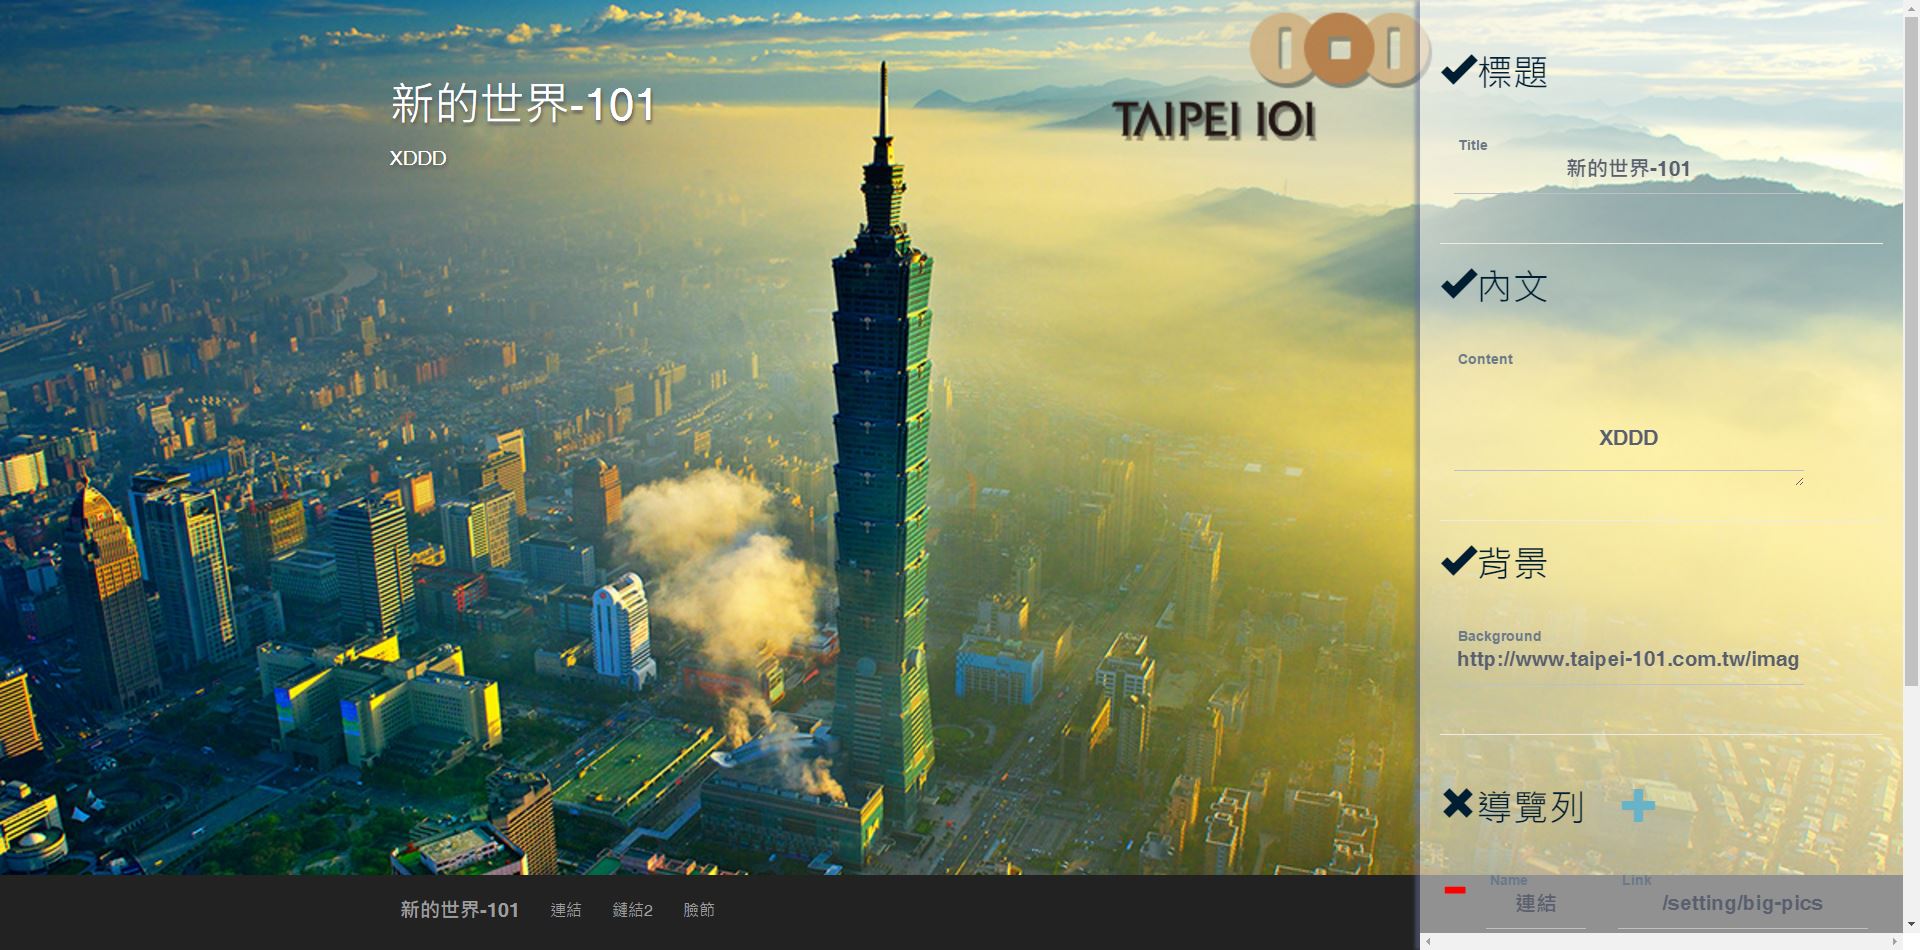 新的世界-101
XDDD
TAIPEI 101
標題
Title
新的世界-101
內文
Content
XDDD
背景
Background
http://www.taipei-101.com.tw/imag
導覽列
Name
Link
連結
/setting/big-pics
新的世界-101 連結 鏈結2 臉節